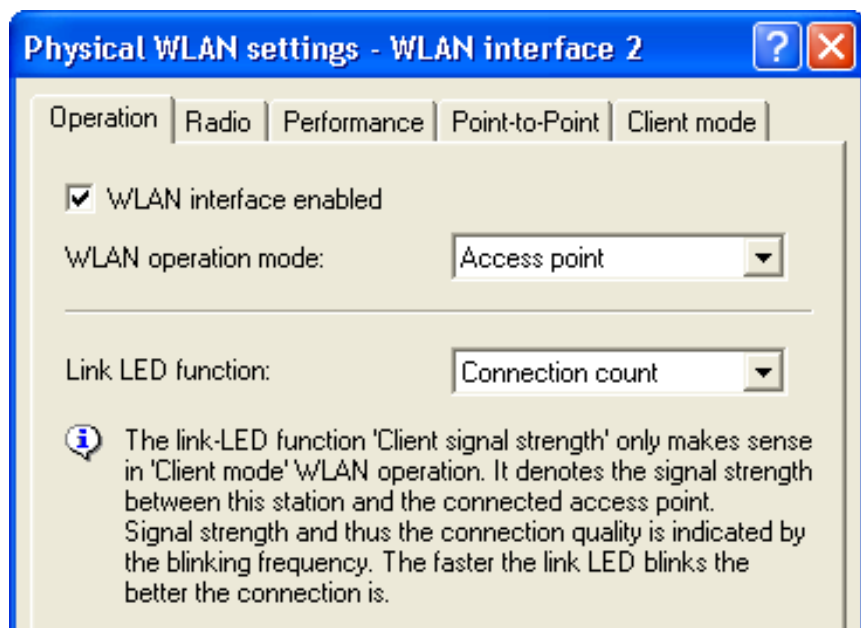 Physical WLAN settings - WLAN interface 2
Operation Radio Performance Point-to-Point Client mode
WLAN interface enabled
WLAN operation mode: Access point
Link LED function: Connection count
The link-LED function 'Client signal strength' only makes sense
in 'Client mode' WLAN operation. It denotes the signal strength
between this station and the connected access point.
Signal strength and thus the connection quality is indicated by
the blinking frequency. The faster the link LED blinks the
better the connection is.